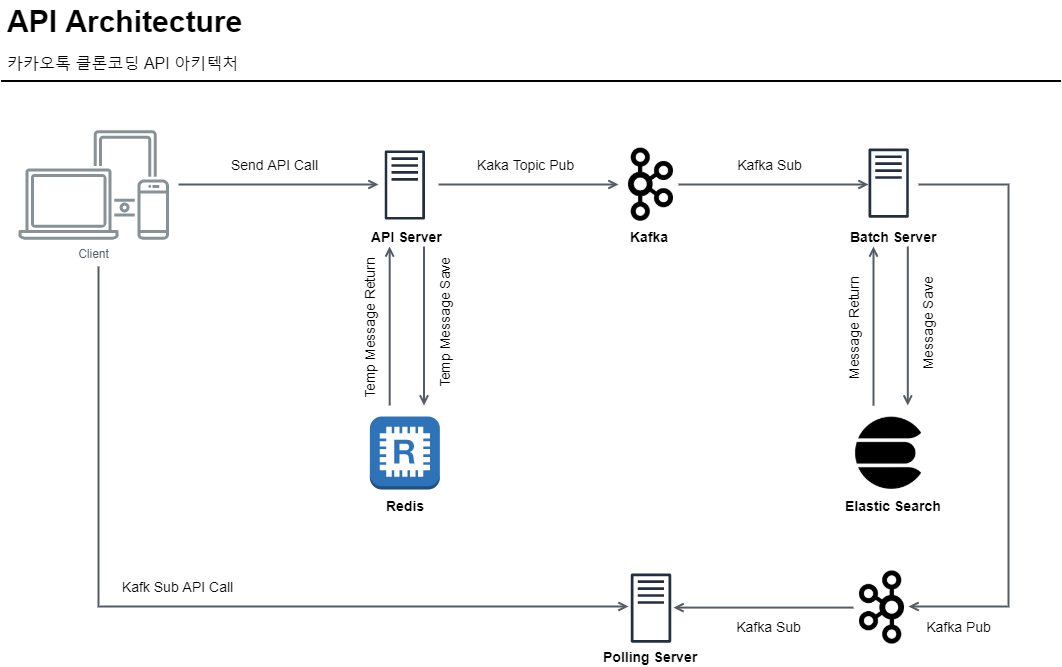 API Architecture
카카오톡 클론코딩 API 아키텍처
Send API Call
Kaka Topic Pub
Kafka Sub
Client
API Server
Kafka
Batch Server
Temp Message Return
Temp Message Save
Message Return
Message Save
R
Redis
Elastic Search
Kafk Sub API Call
Kafka Sub
Kafka Pub
Polling Server